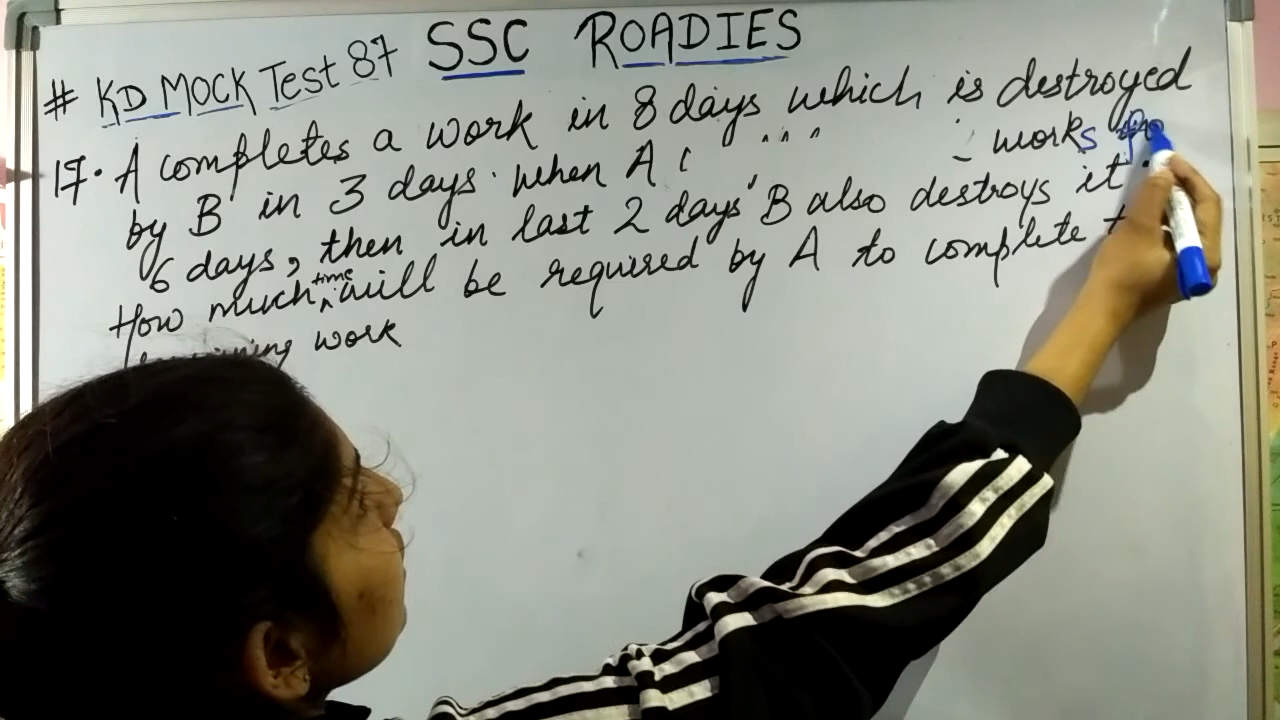 SSC ROADIES
# KD MOCK Test 87
17. A completes a work in 8 days which is destroyed
by B in 3 days. when A works
6 days, then in last 2 days B also destroys it.
How much time will be required by A to complete
work